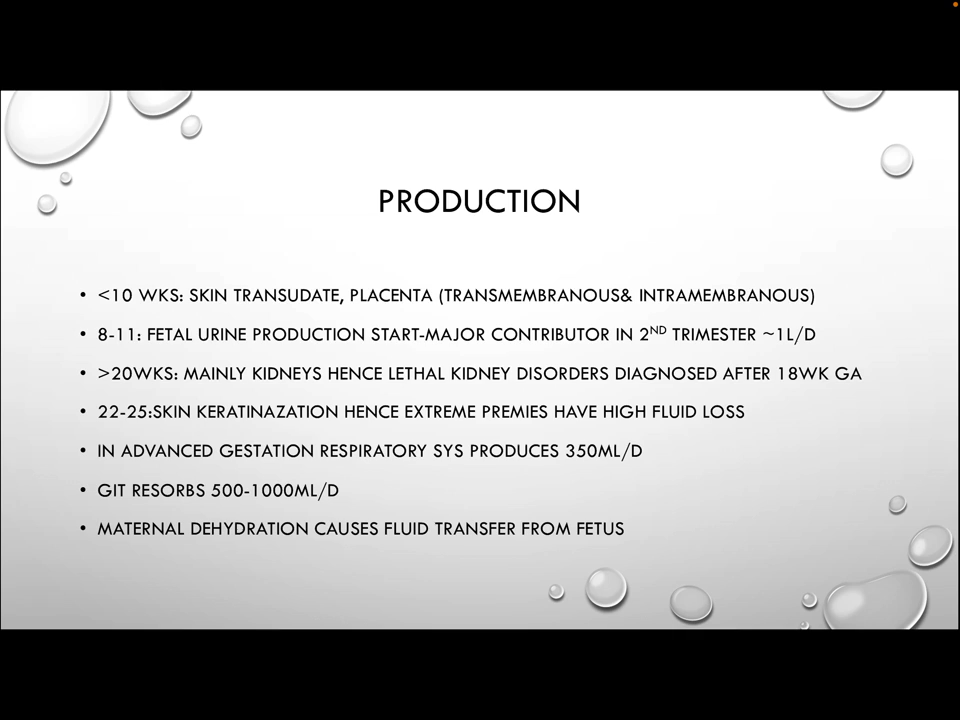 PRODUCTION
• <10 WKS: SKIN TRANSUDATE, PLACENTA (TRANSMEMBRANOUS& INTRAMEMBRANOUS)
• 8-11: FETAL URINE PRODUCTION START-MAJOR CONTRIBUTOR IN 2ND TRIMESTER ~1L/D
• >20WKS: MAINLY KIDNEYS HENCE LETHAL KIDNEY DISORDERS DIAGNOSED AFTER 18WK GA
• 22-25:SKIN KERATINAZATION HENCE EXTREME PREMIES HAVE HIGH FLUID LOSS
• IN ADVANCED GESTATION RESPIRATORY SYS PRODUCES 350ML/D
• GIT RESORBS 500-1000ML/D
• MATERNAL DEHYDRATION CAUSES FLUID TRANSFER FROM FETUS